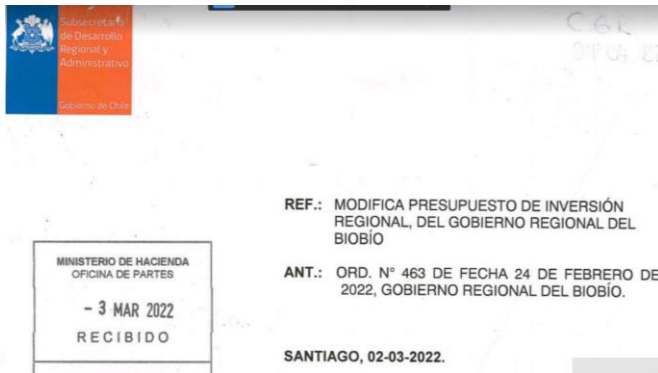 Subsecretaría
de Desarrollo
Regional y
Administrativo
Gobierno de Chile
CGR
REF.: MODIFICA PRESUPUESTO DE INVERSIÓN
REGIONAL, DEL GOBIERNO REGIONAL DEL
BIOBÍO
MINISTERIO DE HACIENDA
OFICINA DE PARTES
- 3 MAR 2022
RECIBIDO
ANT.: ORD. N° 463 DE FECHA 24 DE FEBRERO DE
2022, GOBIERNO REGIONAL DEL BIOBÍO.
SANTIAGO, 02-03-2022.